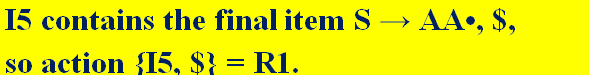 I5 contains the final item S → AA•, $,
so action {I5, $} = R1.